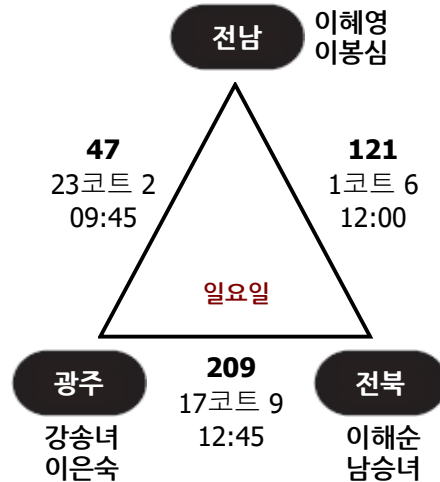 전남
이혜영
이봉심
47
23코트 2
09:45
121
1코트 6
12:00
일요일
광주
강송녀
이은숙
209
17코트 9
12:45
전북
이해순
남승녀